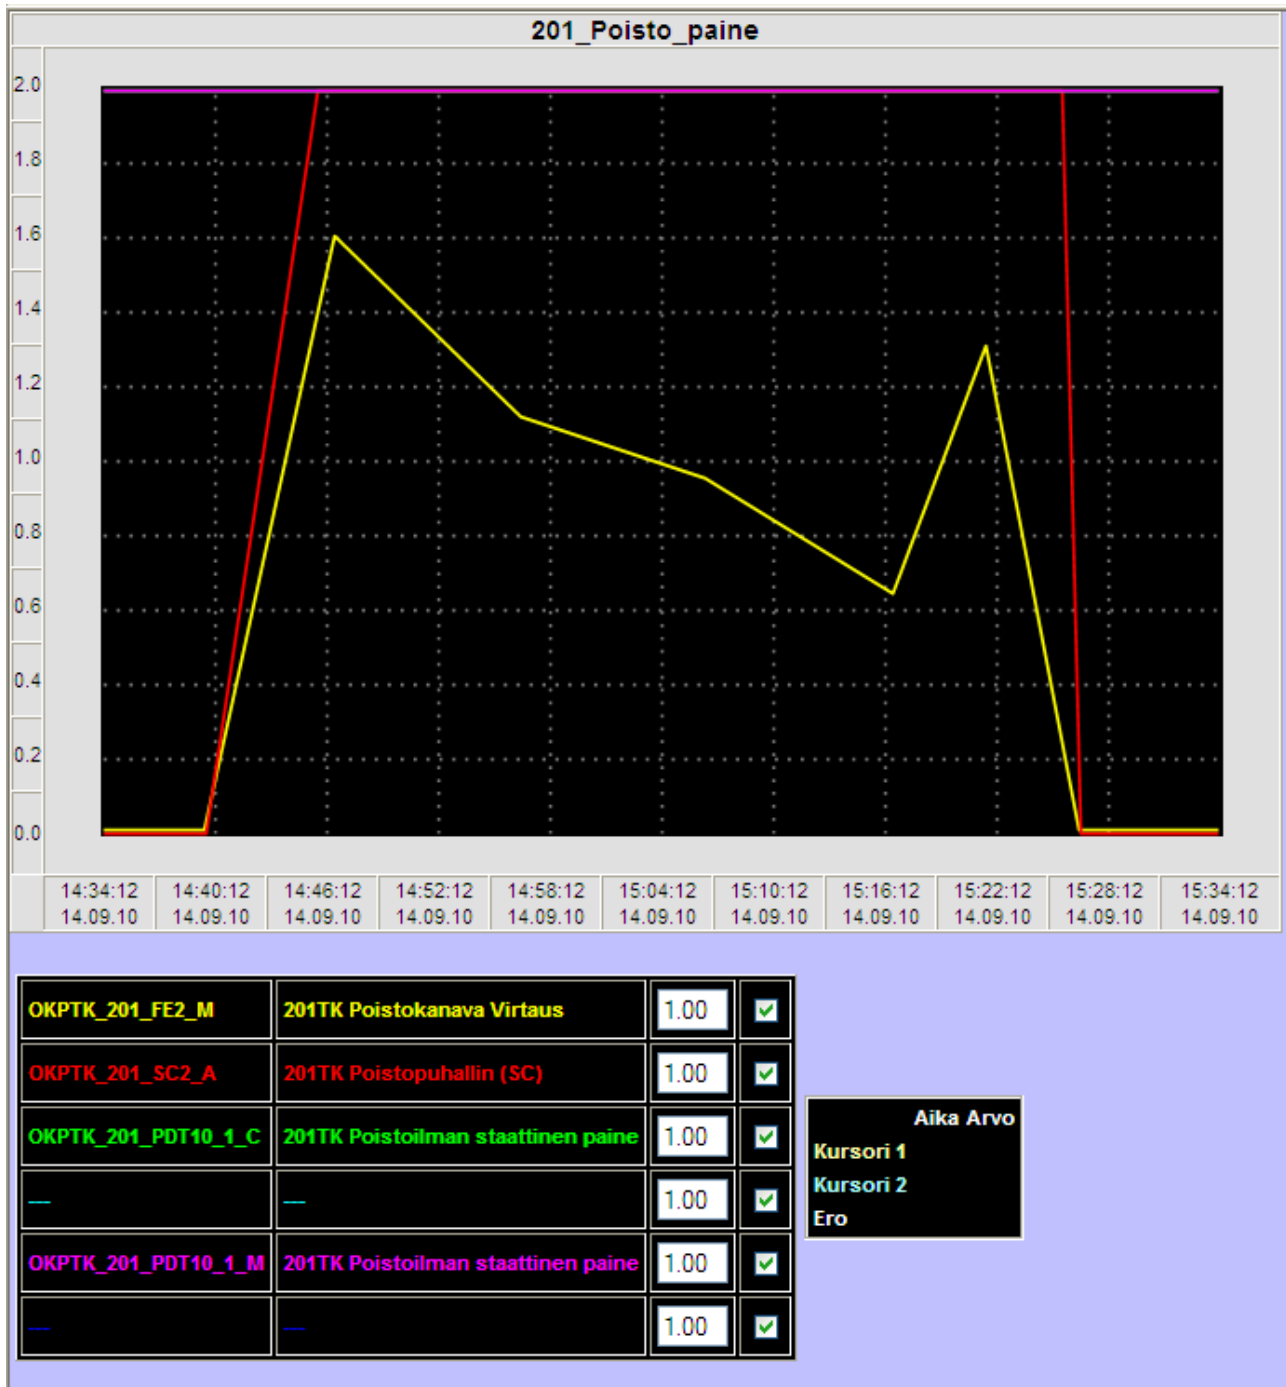 201_Poisto_paine
2.0
1.8
1.6
1.4
1.2
1.0
0.8
0.6
0.4
0.2
0.0
14:34:12 14:40:12 14:46:12 14:52:12 14:58:12 15:04:12 15:10:12 15:16:12 15:22:12 15:28:12 15:34:12
14.09.10 14.09.10 14.09.10 14.09.10 14.09.10 14.09.10 14.09.10 14.09.10 14.09.10 14.09.10 14.09.10
OKPTK_201_FE2_M 201TK Poistokanava Virtaus 1.00
OKPTK_201_SC2_A 201TK Poistopuhallin (SC) 1.00
OKPTK_201_PDT10_1_C 201TK Poistoilman staattinen paine 1.00
--- --- 1.00
OKPTK_201_PDT10_1_M 201TK Poistoilman staattinen paine 1.00
--- --- 1.00
Aika Arvo
Kursori 1
Kursori 2
Ero